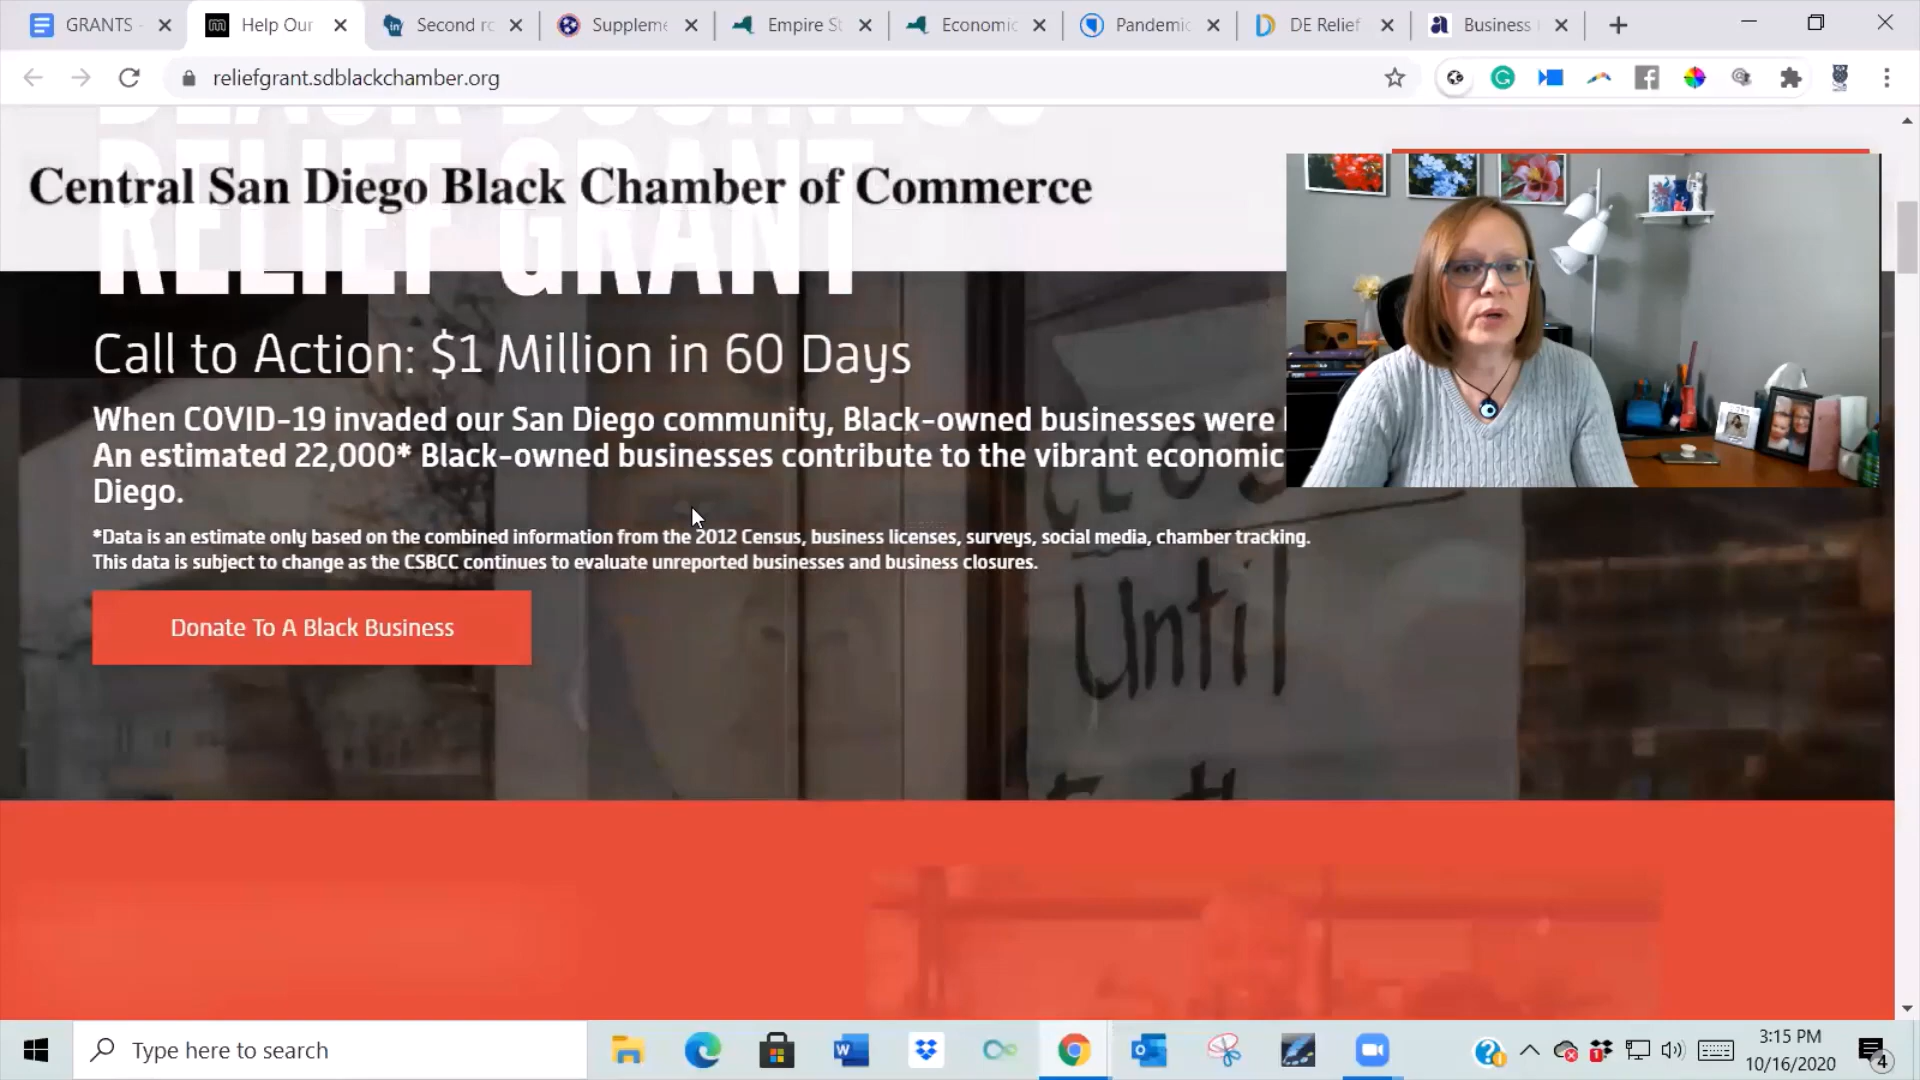 GRANTS -
Help Our
Second ro
Suppleme
Empire St
Economic
Pandemic
DE Relief
Business
reliefgrant.sdblackchamber.org
BLACK BUSINESS
RELIEF GRANT
Central San Diego Black Chamber of Commerce
Call to Action: $1 Million in 60 Days
When COVID-19 invaded our San Diego community, Black-owned businesses were
An estimated 22,000* Black-owned businesses contribute to the vibrant economic
Diego.
*Data is an estimate only based on the combined information from the 2012 Census, business licenses, surveys, social media, chamber tracking.
This data is subject to change as the CSBCC continues to evaluate unreported businesses and business closures.
Donate To A Black Business
Until
Type here to search
3:15 PM
10/16/2020
4